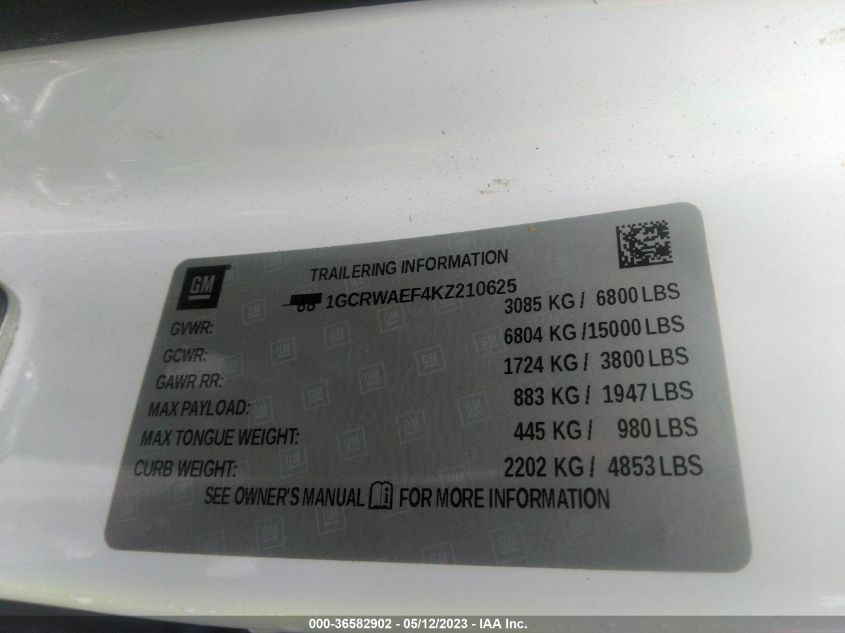 GM
TRAILERING INFORMATION
1GCRWAEF4KZ210625
GVWR: 3085 KG / 6800 LBS
GCWR: 6804 KG /15000 LBS
GAWR RR: 1724 KG / 3800 LBS
MAX PAYLOAD: 883 KG / 1947 LBS
MAX TONGUE WEIGHT: 445 KG / 980 LBS
CURB WEIGHT: 2202 KG / 4853 LBS
SEE OWNER'S MANUAL i FOR MORE INFORMATION
000-36582902 - 05/12/2023 - IAA Inc.